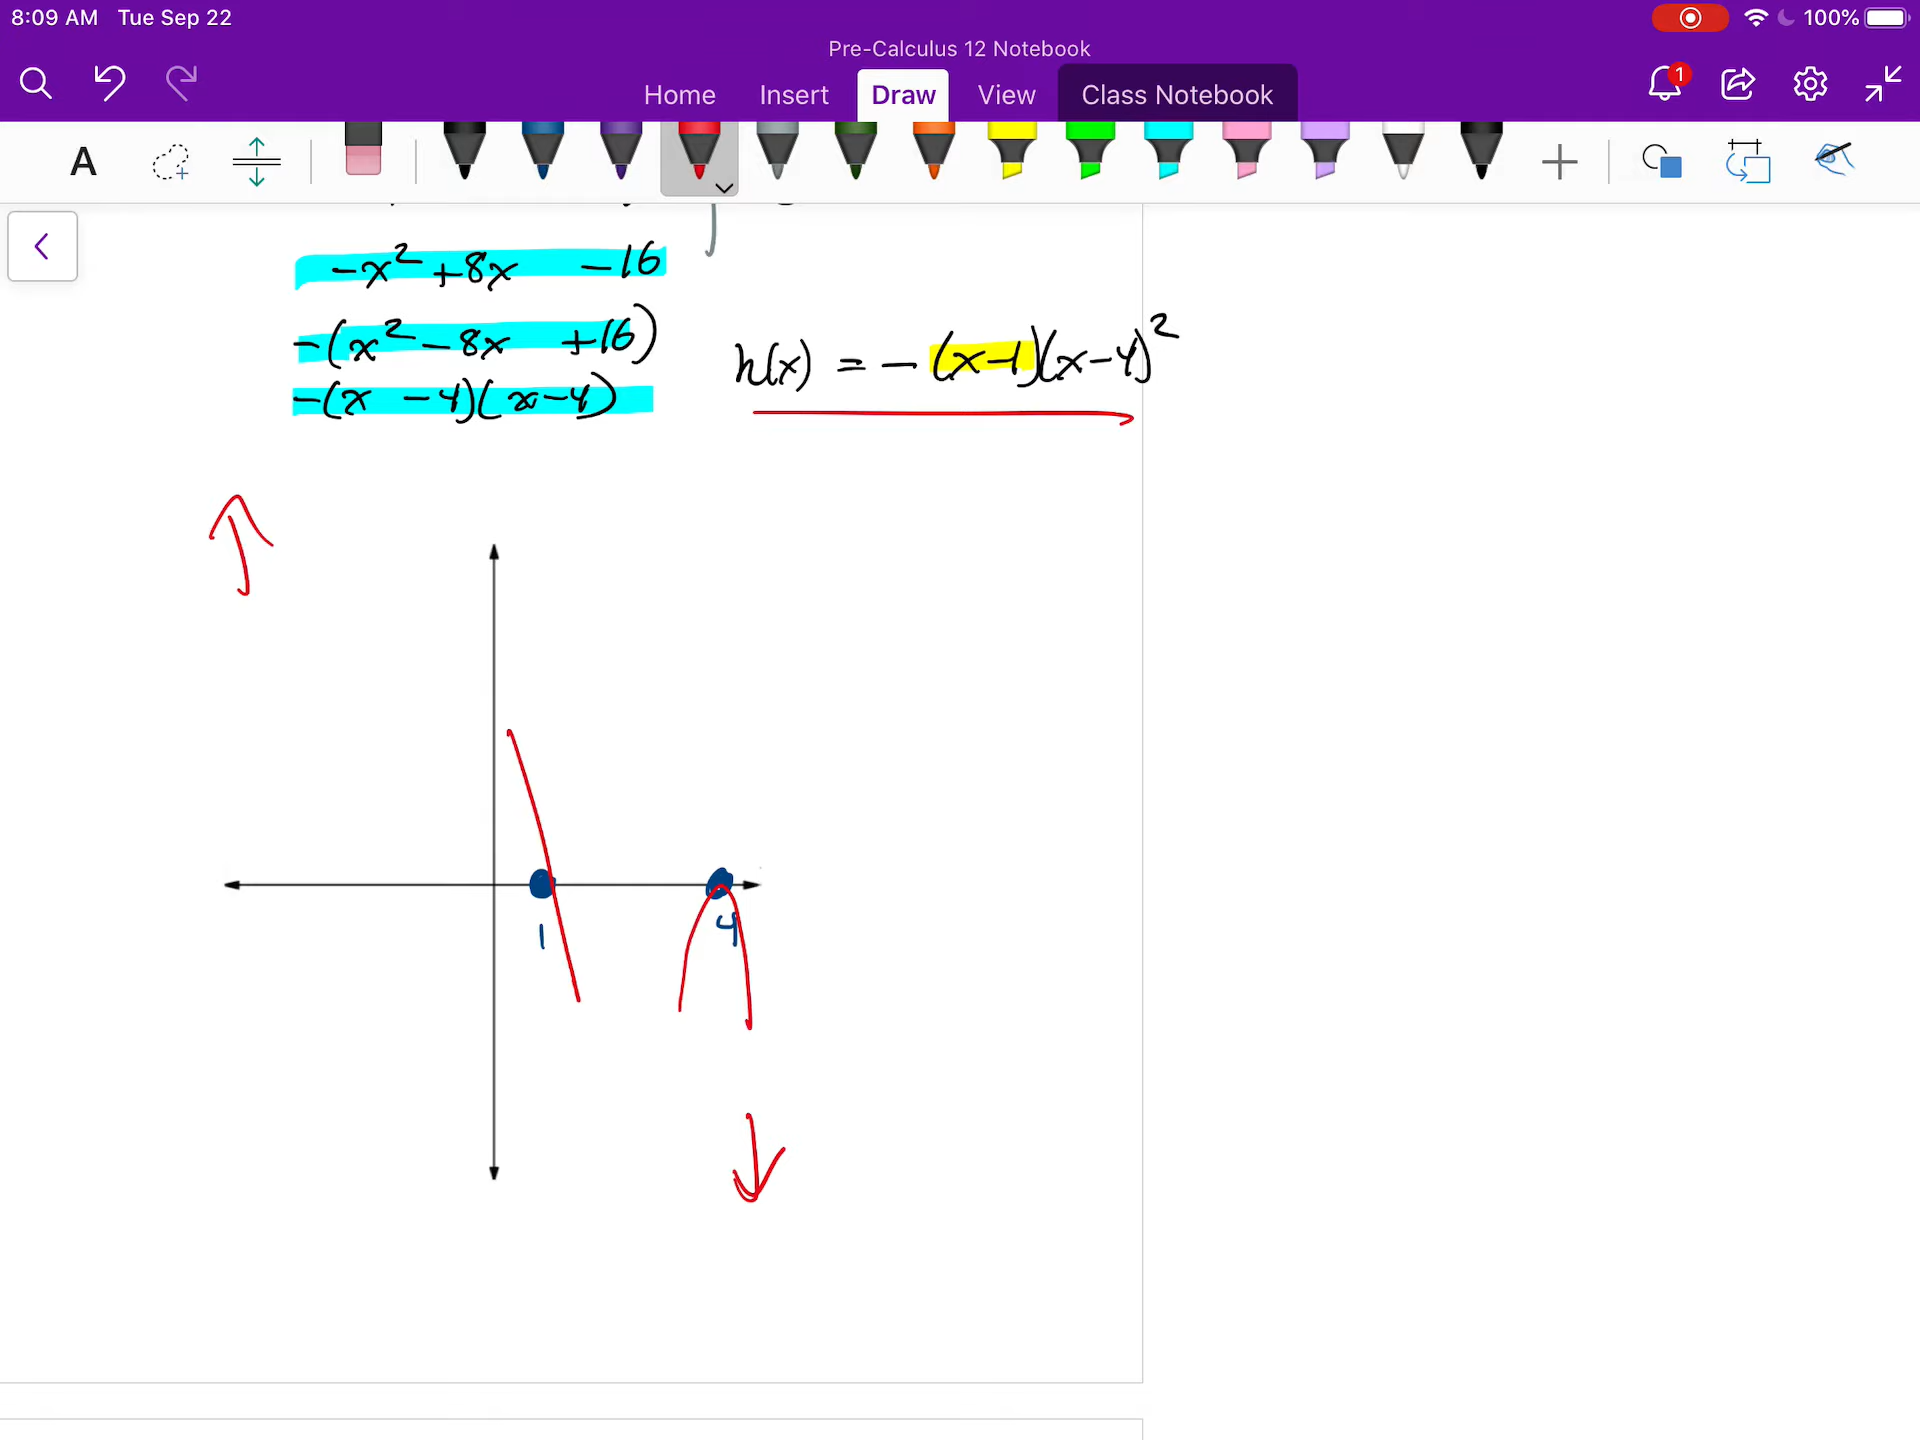 8:09 AM Tue Sep 22
100%
Pre-Calculus 12 Notebook
Home Insert Draw View Class Notebook
1
A
-x² +8x -16
-(x² -8x +16)
-(x -4)(x-4)
h(x) = -(x-1)(x-4)²
1
4